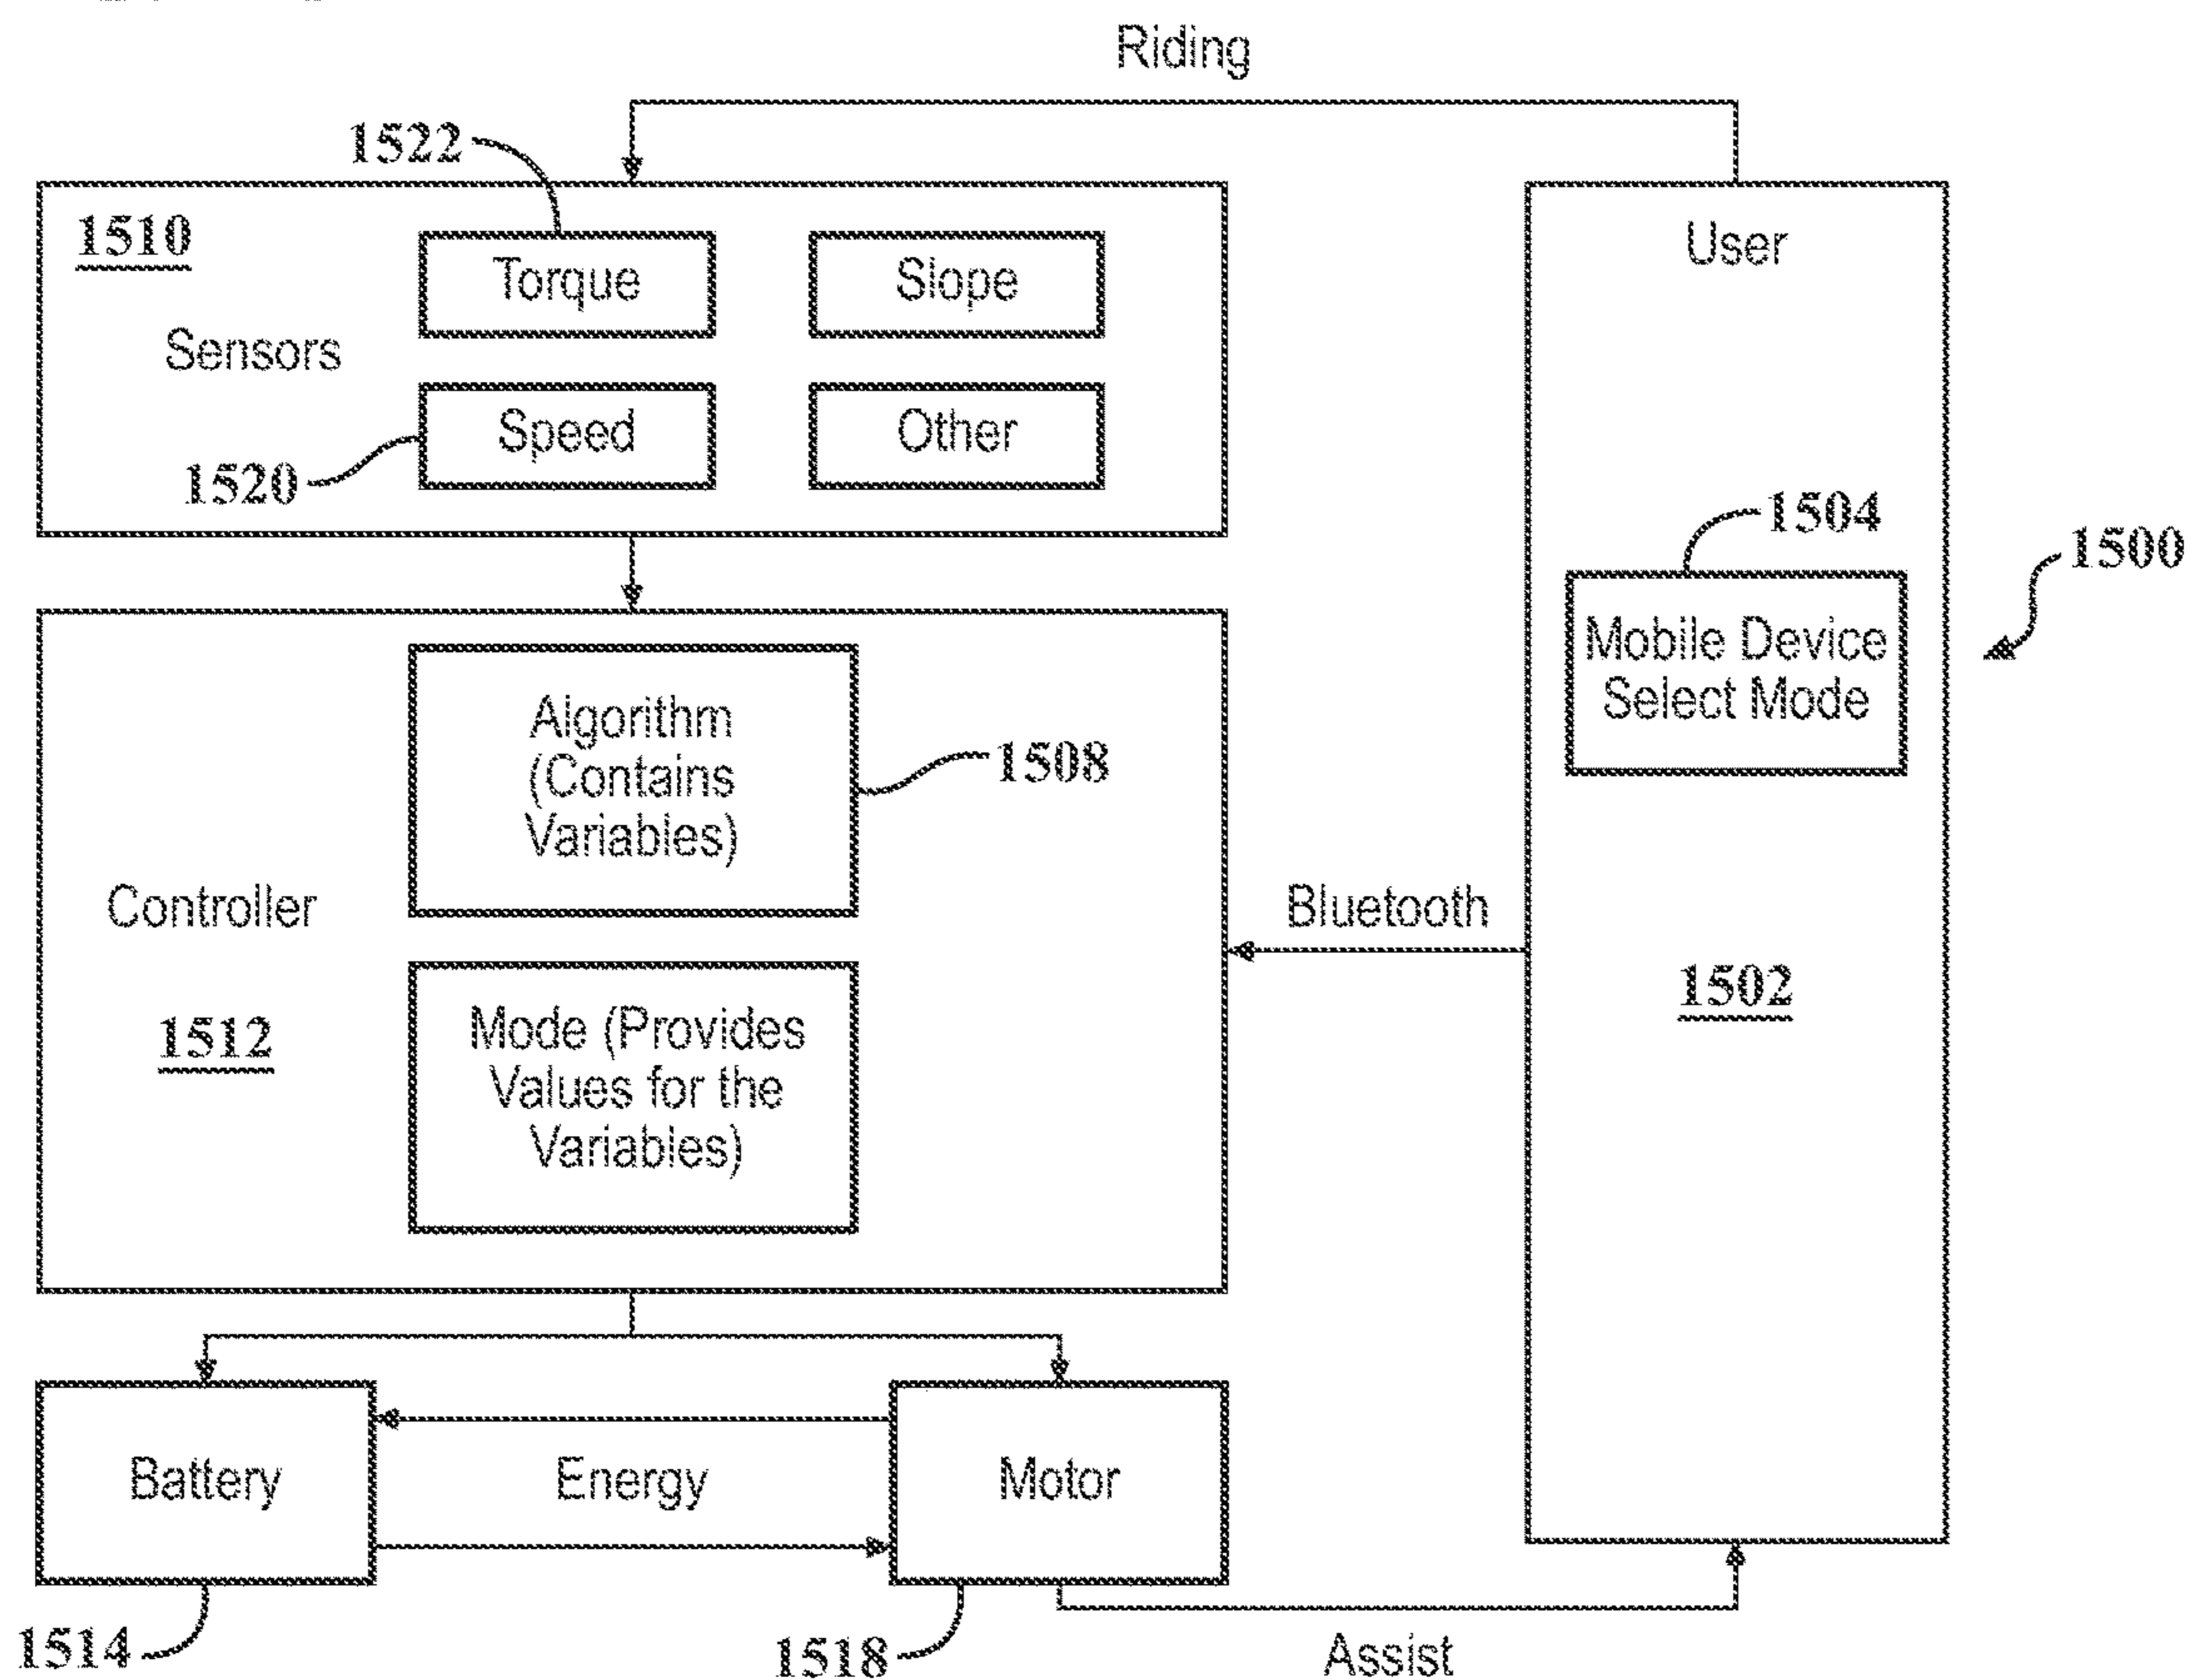 Riding
1522
1510
Torque
Slope
User
Sensors
Speed
Other
1520
1504
1500
Mobile Device
Select Mode
Algorithm
(Contains
Variables)
1508
Controller
Bluetooth
1502
1512
Mode (Provides
Values for the
Variables)
Battery
Energy
Motor
1514
1518
Assist